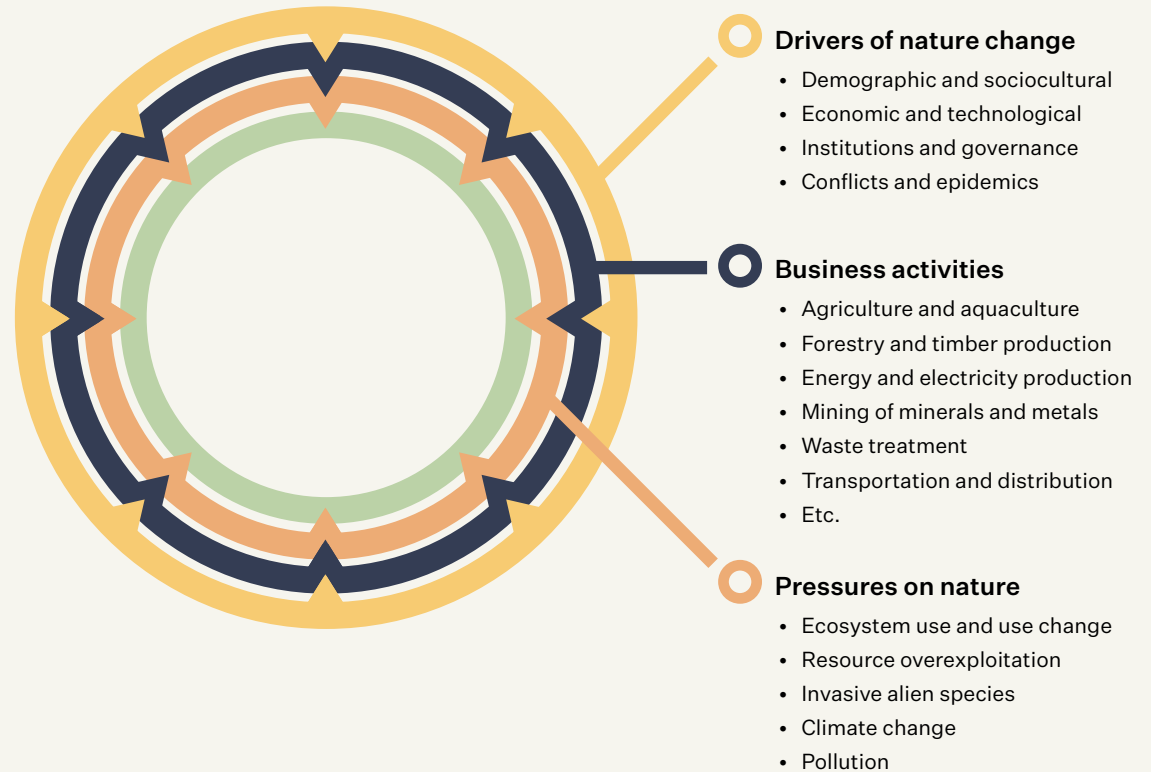 Drivers of nature change
• Demographic and sociocultural
• Economic and technological
• Institutions and governance
• Conflicts and epidemics
Business activities
• Agriculture and aquaculture
• Forestry and timber production
• Energy and electricity production
• Mining of minerals and metals
• Waste treatment
• Transportation and distribution
• Etc.
Pressures on nature
• Ecosystem use and use change
• Resource overexploitation
• Invasive alien species
• Climate change
• Pollution